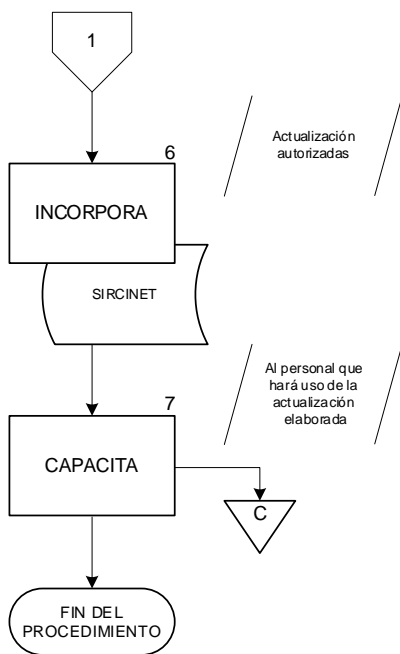 1
6
Actualización
autorizadas
INCORPORA
SIRCINET
Al personal que
hará uso de la
actualización
elaborada
7
CAPACITA
C
FIN DEL
PROCEDIMIENTO